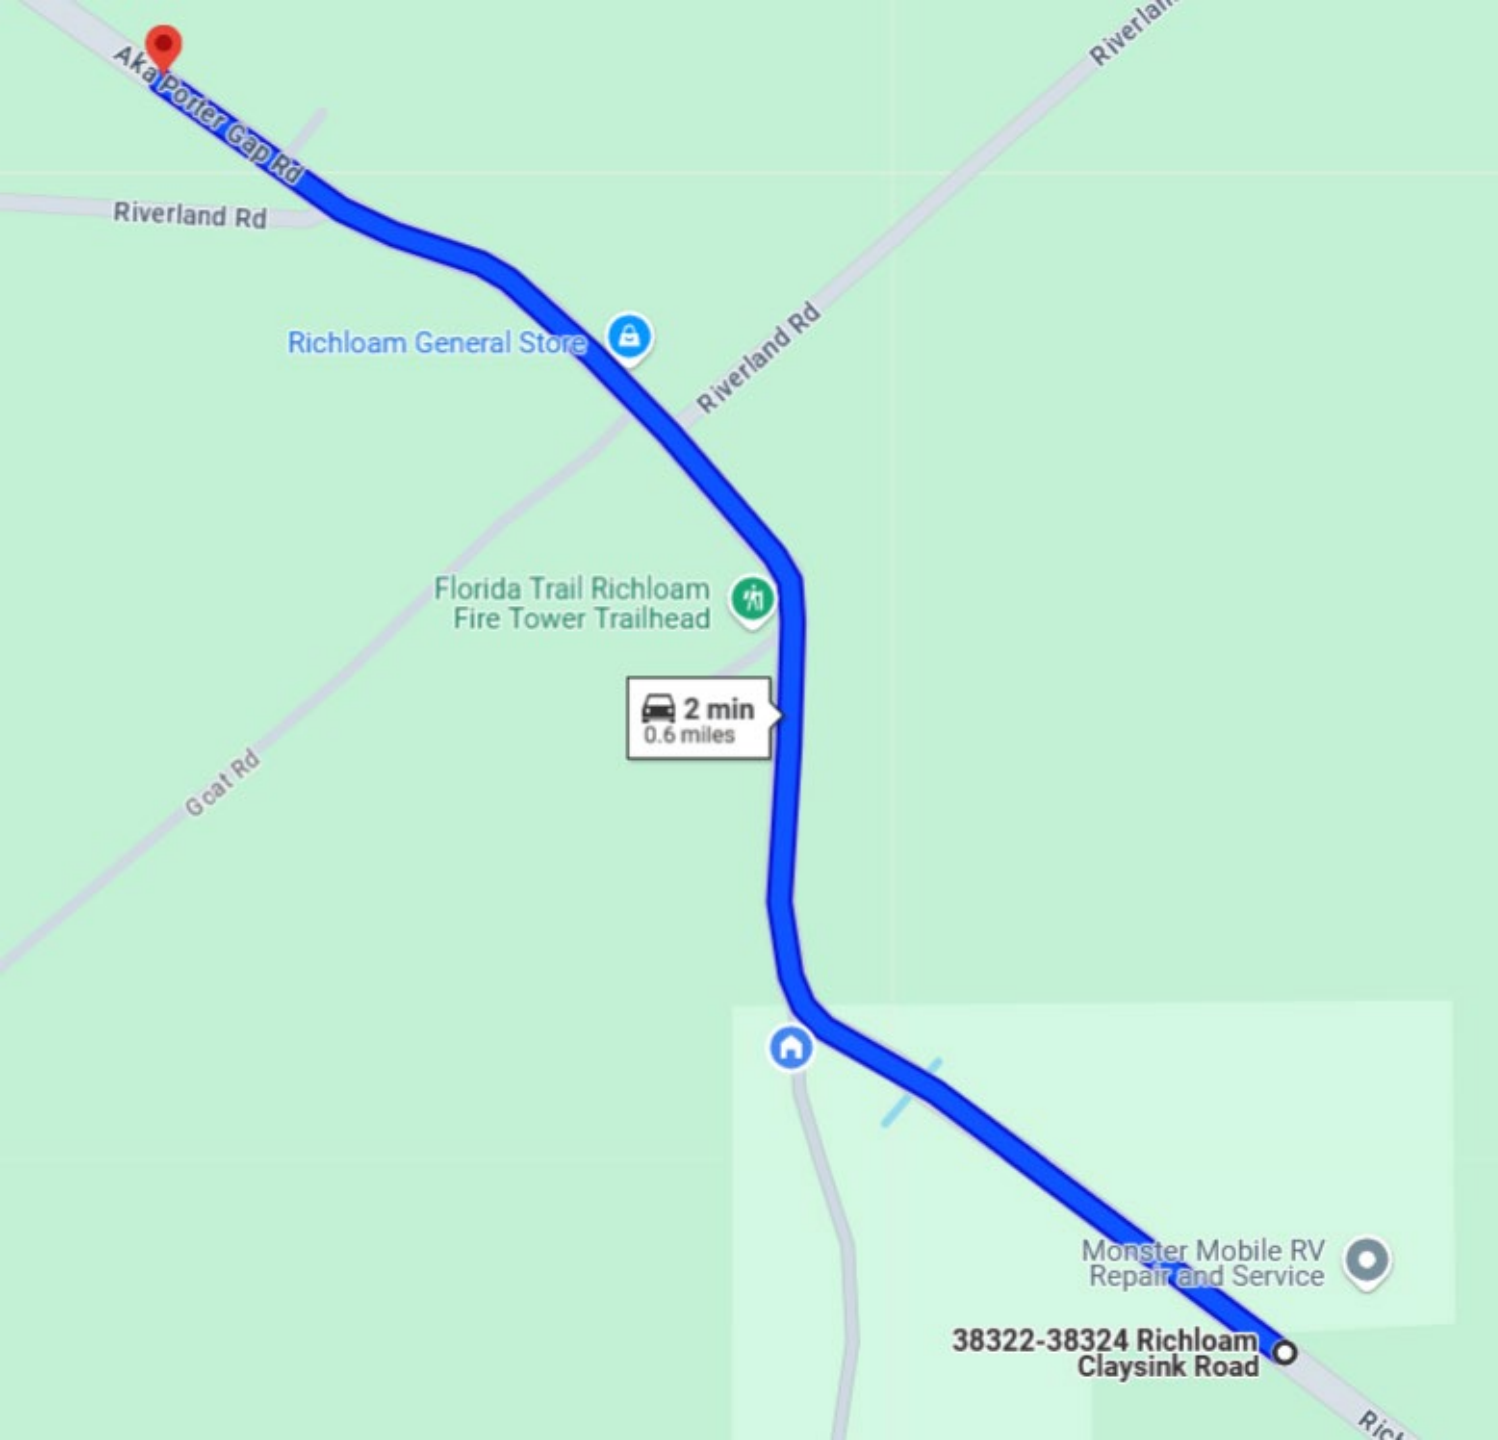 Riverlan
Aka Porter Gap Rd
Riverland Rd
Richloam General Store
Riverland Rd
Florida Trail Richloam
Fire Tower Trailhead
2 min
0.6 miles
Goat Rd
Monster Mobile RV
Repair and Service
38322-38324 Richloam
Claysink Road
Rich